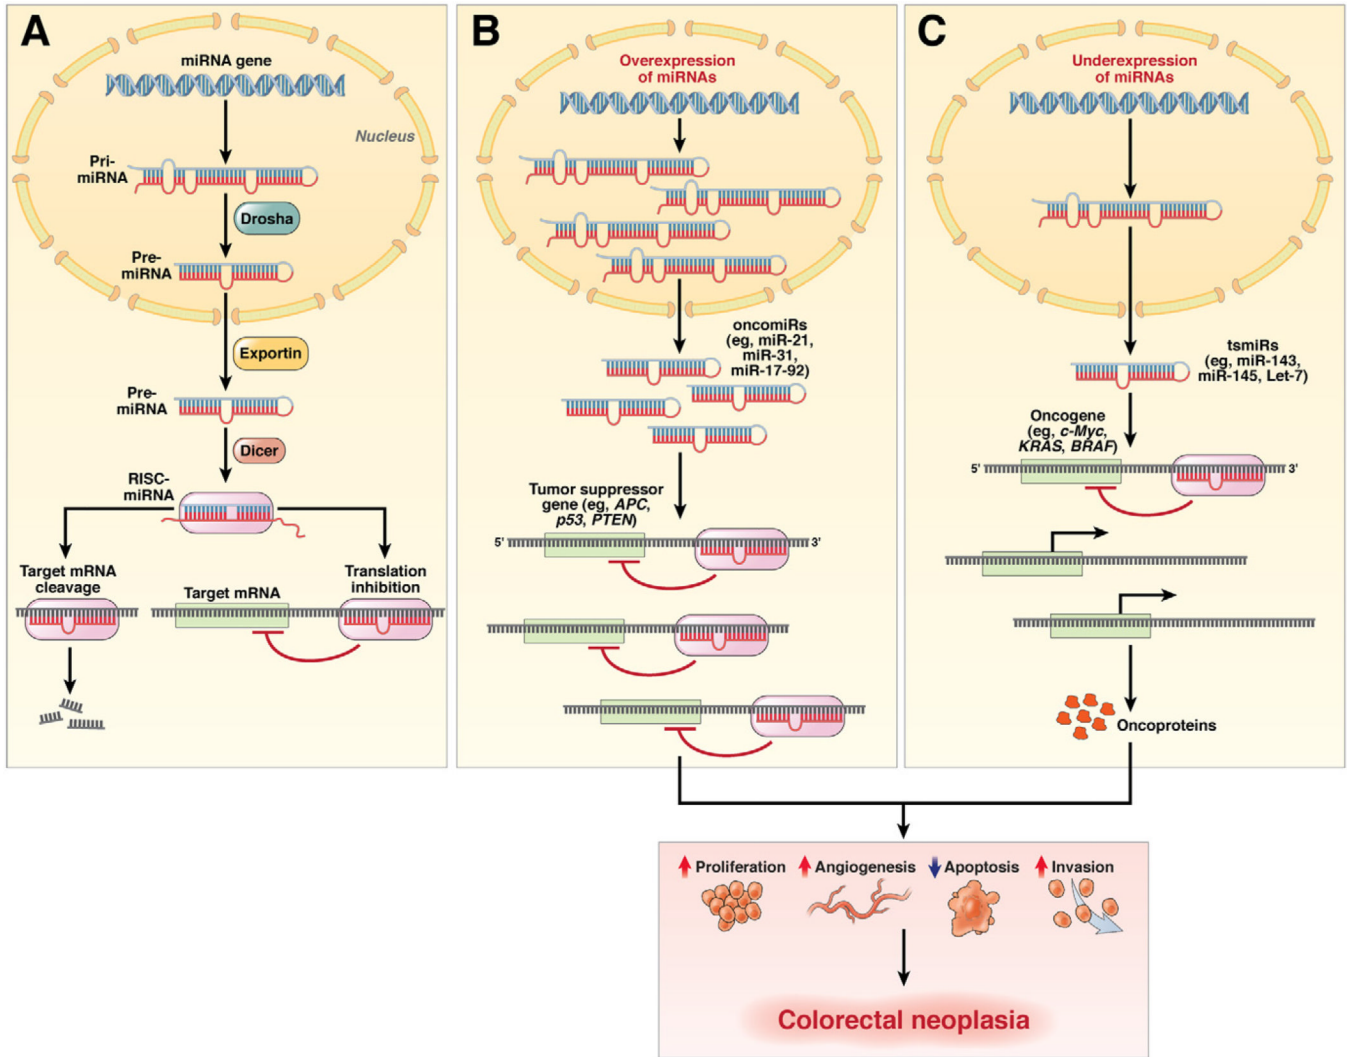 A
miRNA gene
Nucleus
Pri-
miRNA
Drosha
Pre-
miRNA
Exportin
Pre-
miRNA
Dicer
RISC-
miRNA
Target mRNA
cleavage
Target mRNA
Translation
inhibition
B
Overexpression
of miRNAs
oncomiRs
(eg, miR-21,
miR-31,
miR-17-92)
Tumor suppressor
gene (eg, APC,
p53, PTEN)
5'
3'
C
Underexpression
of miRNAs
tsmiRs
(eg, miR-143,
miR-145, Let-7)
Oncogene
(eg, c-Myc,
KRAS, BRAF)
5'
3'
Oncoproteins
Proliferation
Angiogenesis
Apoptosis
Invasion
Colorectal neoplasia